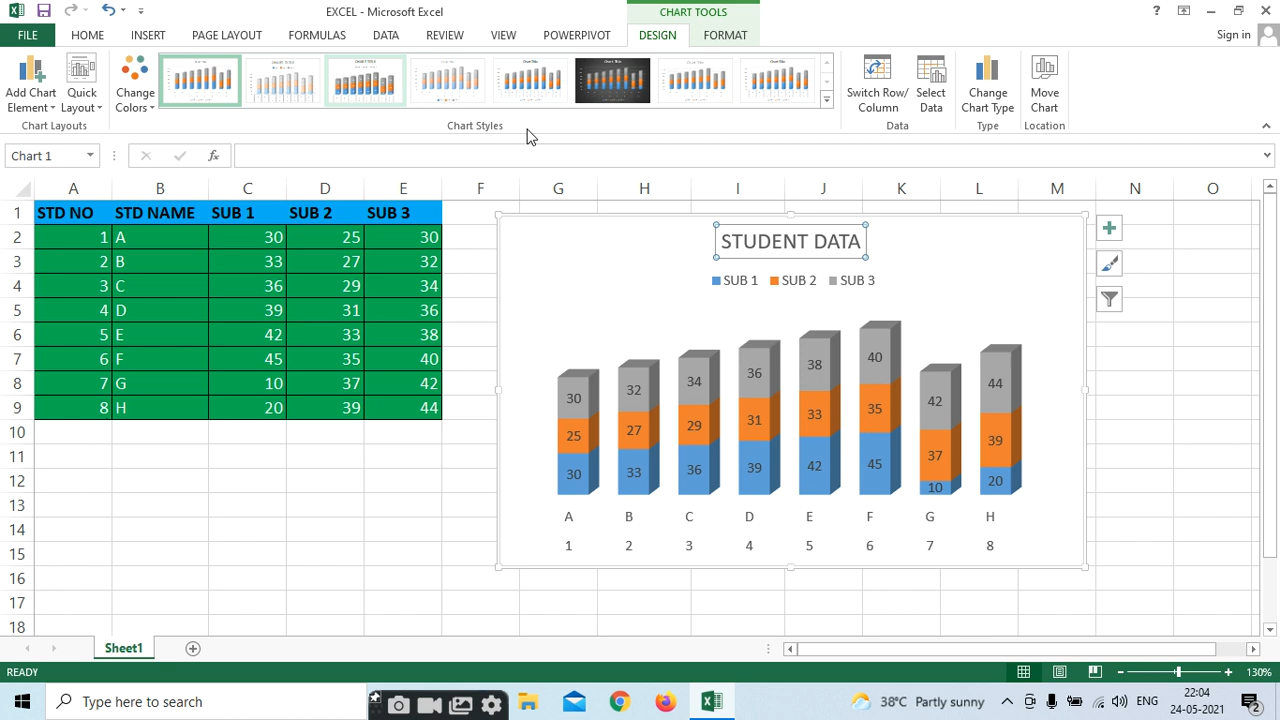 EXCEL - Microsoft Excel
CHART TOOLS
FILE HOME INSERT PAGE LAYOUT FORMULAS DATA REVIEW VIEW POWERPIVOT DESIGN FORMAT
Sign in
Add Chart Element
Quick Layout
Change Colors
Switch Row/ Column
Select Data
Change Chart Type
Move Chart
Chart Layouts Chart Styles Data Type Location
Chart 1
A B C D E F G H I J K L M N O
1 STD NO STD NAME SUB 1 SUB 2 SUB 3
2 1 A 30 25 30
3 2 B 33 27 32
4 3 C 36 29 34
5 4 D 39 31 36
6 5 E 42 33 38
7 6 F 45 35 40
8 7 G 10 37 42
9 8 H 20 39 44
10
11
12
13
14
15
16
17
18
STUDENT DATA
SUB 1 SUB 2 SUB 3
30 32 34 36 38 40 42 44
25 27 29 31 33 35 37 39
30 33 36 39 42 45 10 20
A B C D E F G H
1 2 3 4 5 6 7 8
Sheet1
READY
130%
Type here to search
38°C Partly sunny
ENG
22:04
24-05-2021
2